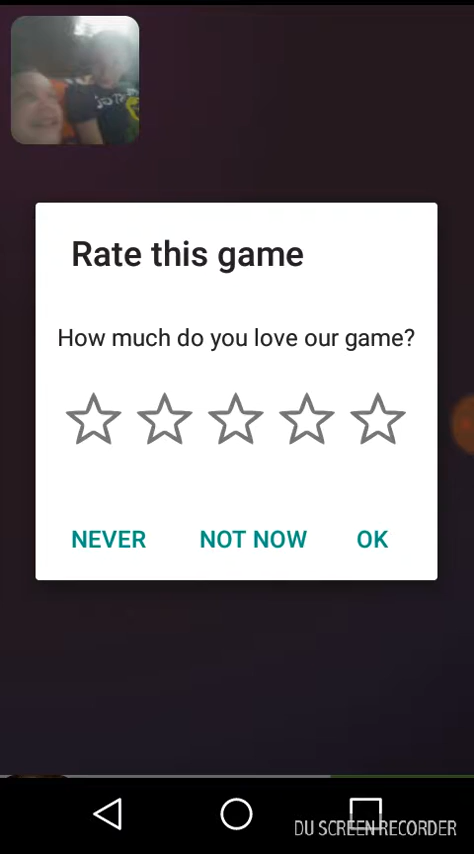 Rate this game
How much do you love our game?
NEVER
NOT NOW
OK
DU SCREEN RECORDER